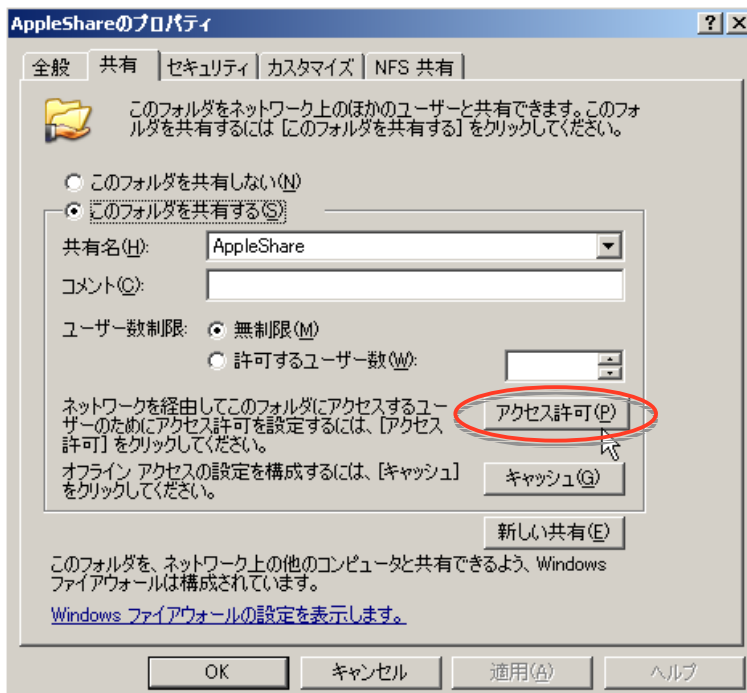 AppleShareのプロパティ
全般 共有 セキュリティ カスタマイズ NFS 共有
このフォルダをネットワーク上のほかのユーザーと共有できます。このフォ
ルダを共有するには [このフォルダを共有する] をクリックしてください。
このフォルダを共有しない(N)
このフォルダを共有する(S)
共有名(H): AppleShare
コメント(C):
ユーザー数制限: 無制限(M)
許可するユーザー数(W):
ネットワークを経由してこのフォルダにアクセスするユー
ザーのためにアクセス許可を設定するには、[アクセス
許可] をクリックしてください。
アクセス許可(P)
オフライン アクセスの設定を構成するには、[キャッシュ]
をクリックしてください。
キャッシュ(G)
新しい共有(E)
このフォルダを、ネットワーク上の他のコンピュータと共有できるよう、Windows
ファイアウォールは構成されています。
Windows ファイアウォールの設定を表示します。
OK キャンセル 適用(A) ヘルプ